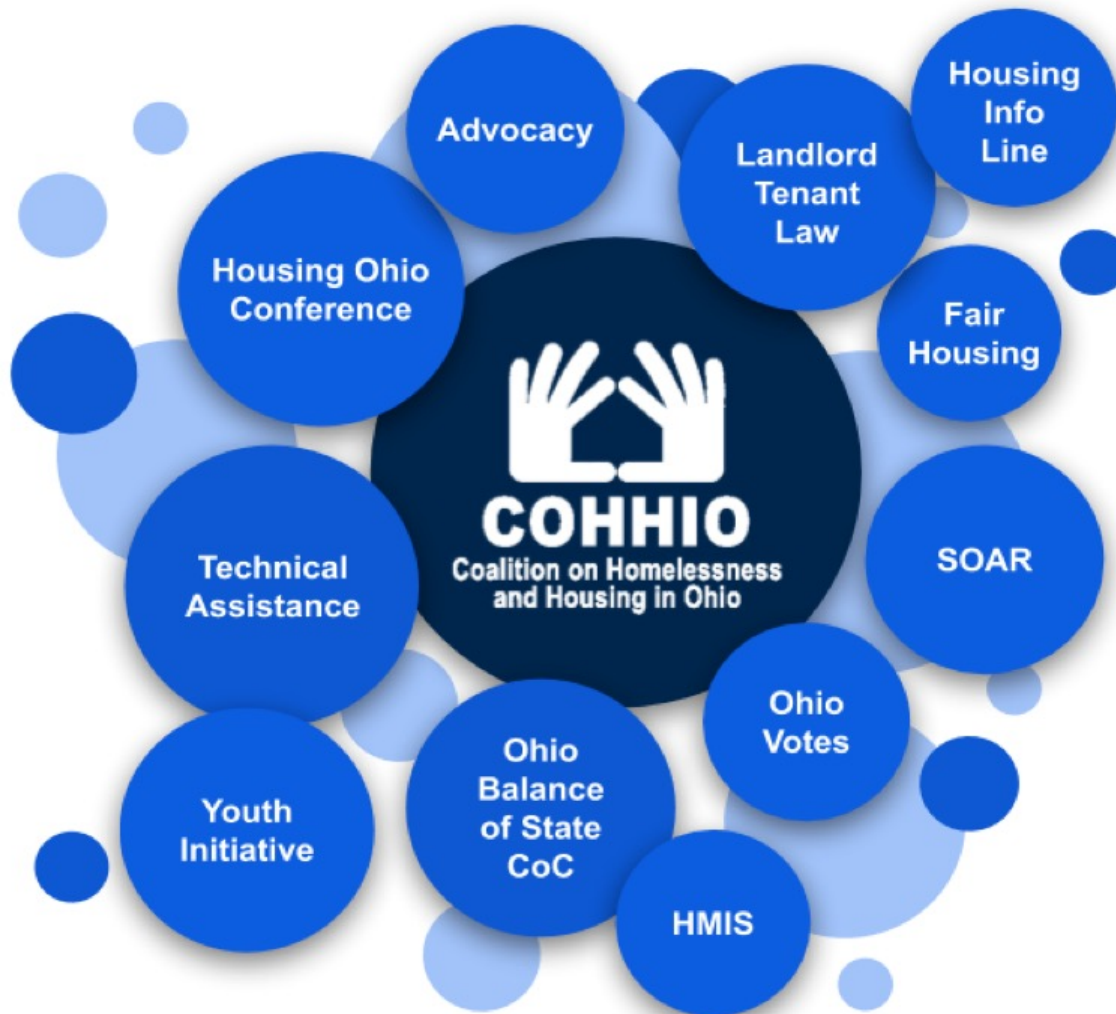 Advocacy
Housing
Info
Line
Landlord
Tenant
Law
Housing Ohio
Conference
Fair
Housing
COHHIO
Coalition on Homelessness
and Housing in Ohio
Technical
Assistance
SOAR
Ohio
Votes
Ohio
Balance
of State
CoC
Youth
Initiative
HMIS